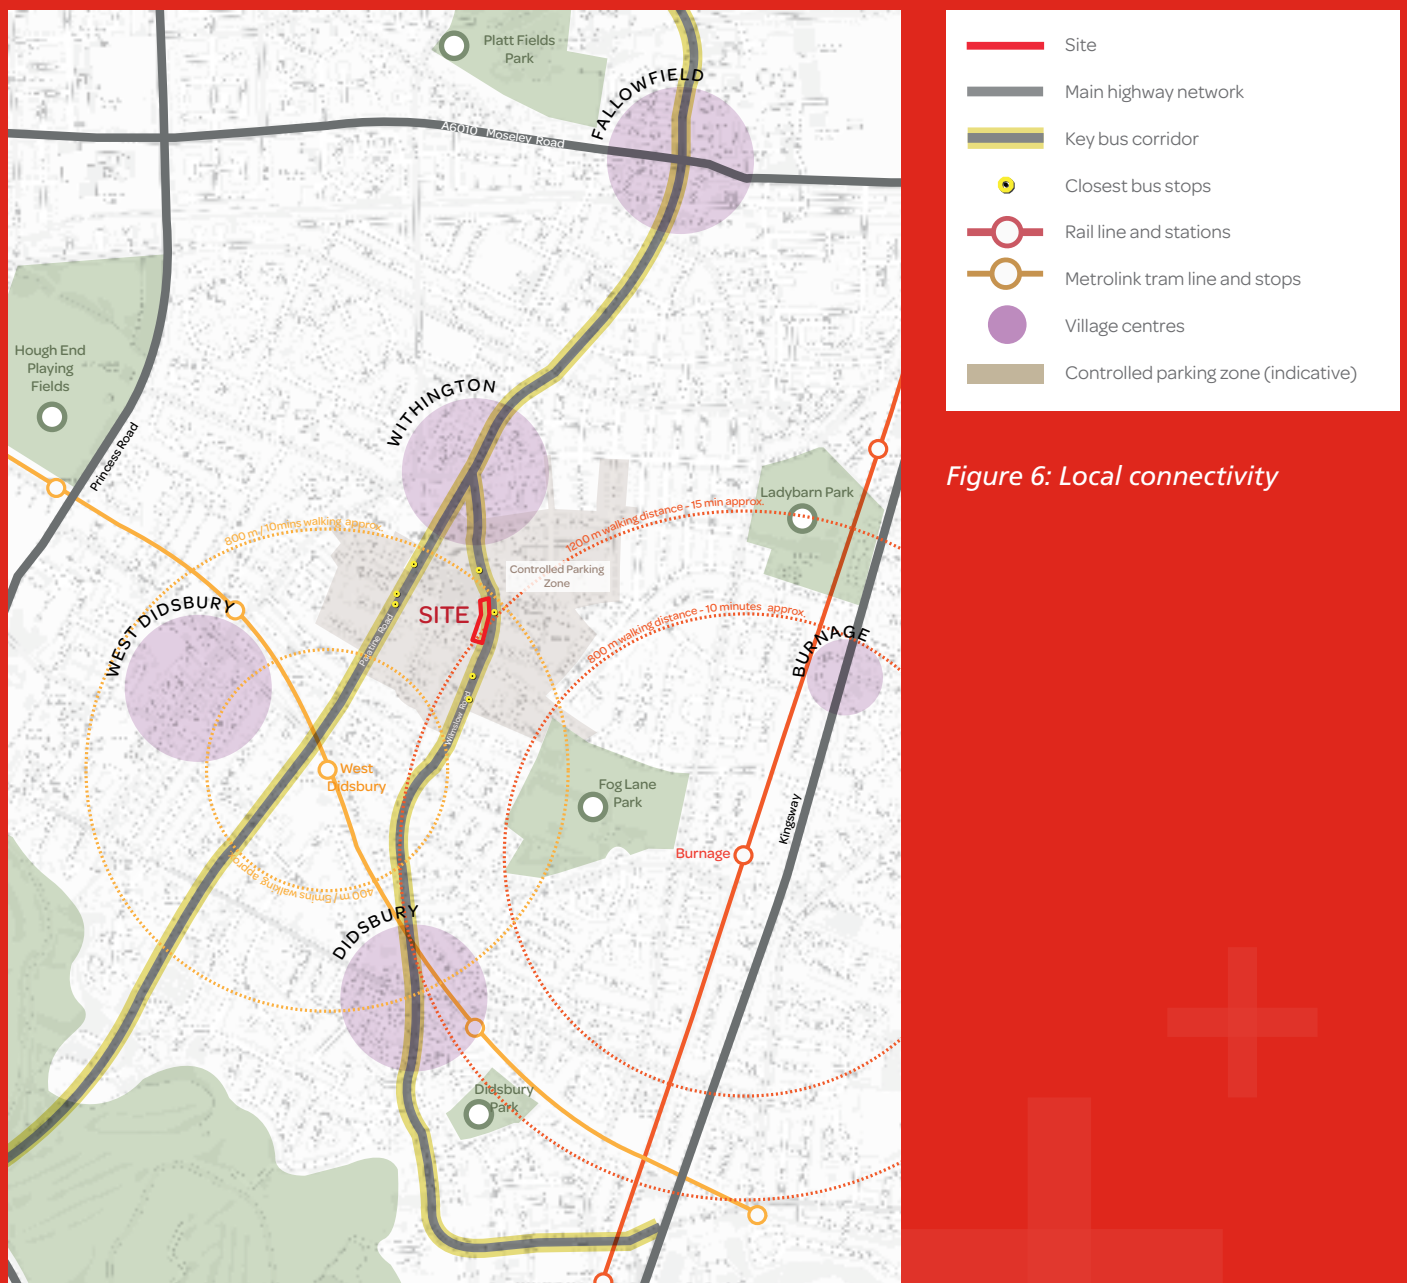 Platt Fields
Park
FALLOWFIELD
A6010 Moseley Road
Hough End
Playing
Fields
Princess Road
WITHINGTON
Ladybarn Park
1200 m walking distance - 15 min approx.
800 m /10mins walking approx.
Controlled Parking
Zone
SITE
WEST DIDSBURY
Palatine Road
800 m walking distance - 10 minutes approx.
BURNAGE
Wilmslow Road
West
Didsbury
Fog Lane
Park
Kingsway
Burnage
400 m /8mins walking approx.
DIDSBURY
Didsbury
Park
Site
Main highway network
Key bus corridor
Closest bus stops
Rail line and stations
Metrolink tram line and stops
Village centres
Controlled parking zone (indicative)
Figure 6: Local connectivity